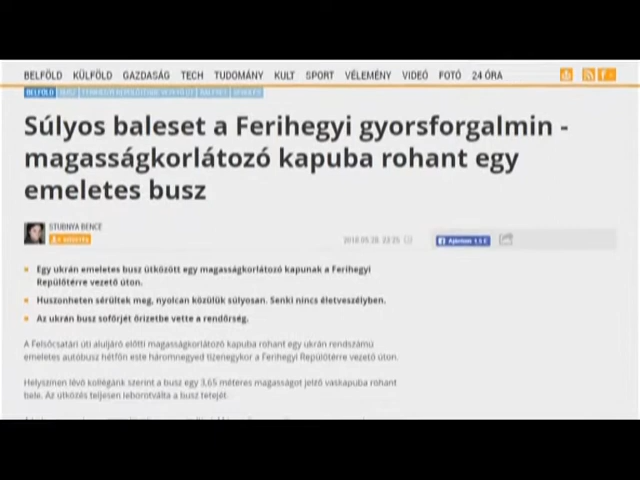 BELFÖLD KÜLFÖLD GAZDASÁG TECH TUDOMÁNY KULT SPORT VÉLEMÉNY VIDEÓ FOTÓ 24 ÓRA
BELFÖLD
Súlyos baleset a Ferihegyi gyorsforgalmin -
magasságkorlátozó kapuba rohant egy
emeletes busz
STUBNYA BENCE
Egy ukrán emeletes busz ütközött egy magasságkorlátozó kapunak a Ferihegyi
Repülőtérre vezető úton.
Huszonheten sérültek meg, nyolcan közülük súlyosan. Senki nincs életveszélyben.
Az ukrán busz sofőrjét őrizetbe vette a rendőrség.
A Felsőcsatári úti aluljáró előtti magasságkorlátozó kapuba rohant egy ukrán rendszámú
emeletes autóbusz hétfőn este háromnegyed tizenegykor a Ferihegyi Repülőtérre vezető úton.
Helyszínen lévő kollégánk szerint a busz egy 3,65 méteres magasságot jelző vaskapuba rohant
bele. Az ütközés teljesen leborotválta a busz tetejét.